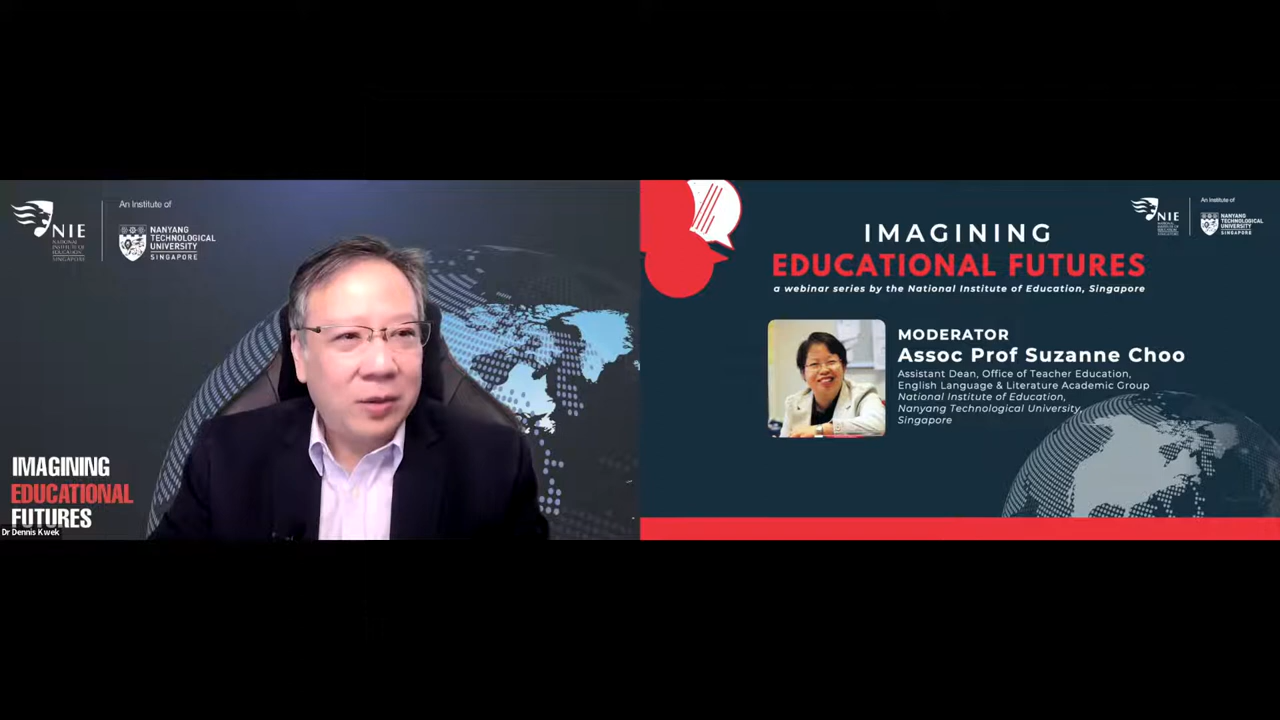 NIE
NATIONAL
INSTITUTE OF
EDUCATION
SINGAPORE
An Institute of
NANYANG
TECHNOLOGICAL
UNIVERSITY
SINGAPORE
IMAGINING
EDUCATIONAL
FUTURES
Dr Dennis Kwek
IMAGINING
EDUCATIONAL FUTURES
a webinar series by the National Institute of Education, Singapore
NIE
An Institute of
NANYANG
TECHNOLOGICAL
UNIVERSITY
SINGAPORE
MODERATOR
Assoc Prof Suzanne Choo
Assistant Dean, Office of Teacher Education,
English Language & Literature Academic Group
National Institute of Education,
Nanyang Technological University,
Singapore